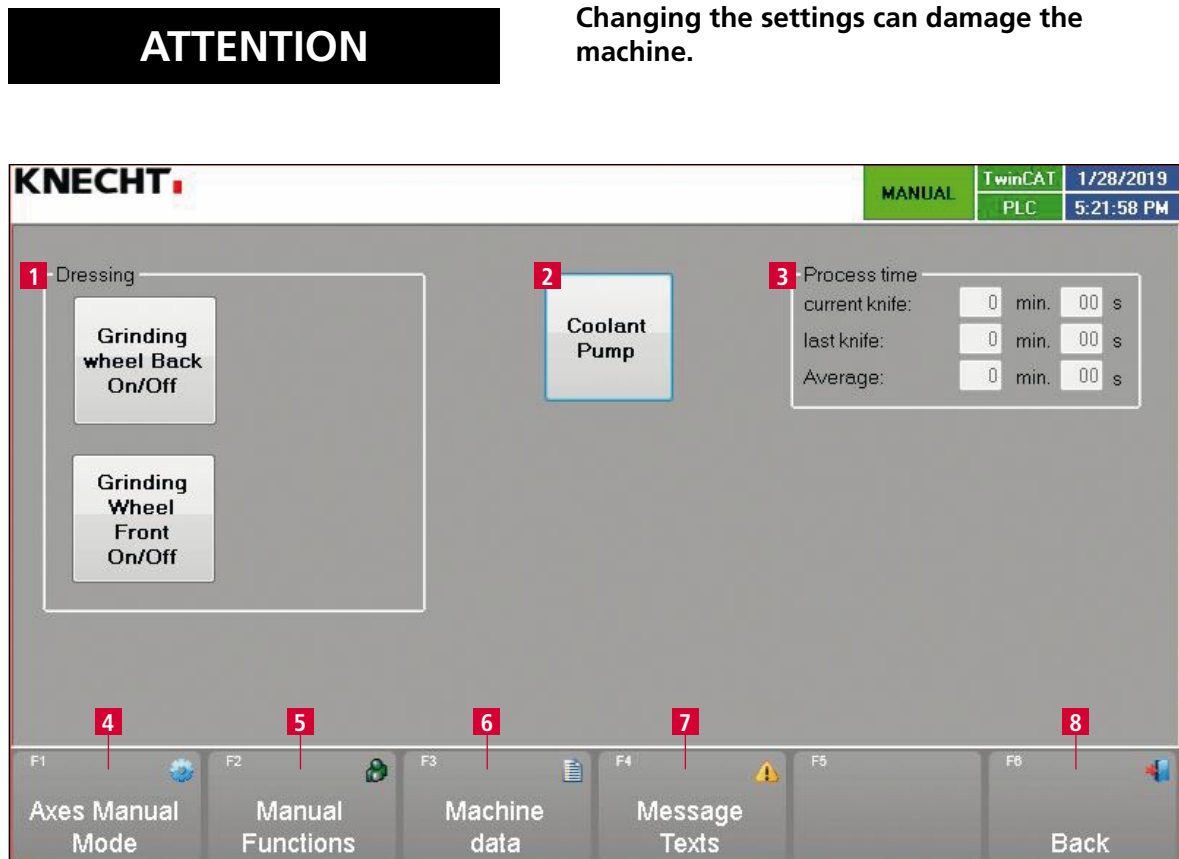 ATTENTION
Changing the settings can damage the
machine.
KNECHT
MANUAL
TwinCAT
1/28/2019
PLC
5:21:58 PM
1
Dressing
Grinding
wheel Back
On/Off
Grinding
Wheel
Front
On/Off
2
Coolant
Pump
3
Process time
current knife: 0 min. 00 s
last knife: 0 min. 00 s
Average: 0 min. 00 s
4
5
6
7
8
F1
Axes Manual
Mode
F2
Manual
Functions
F3
Machine
data
F4
Message
Texts
F5
F6
Back